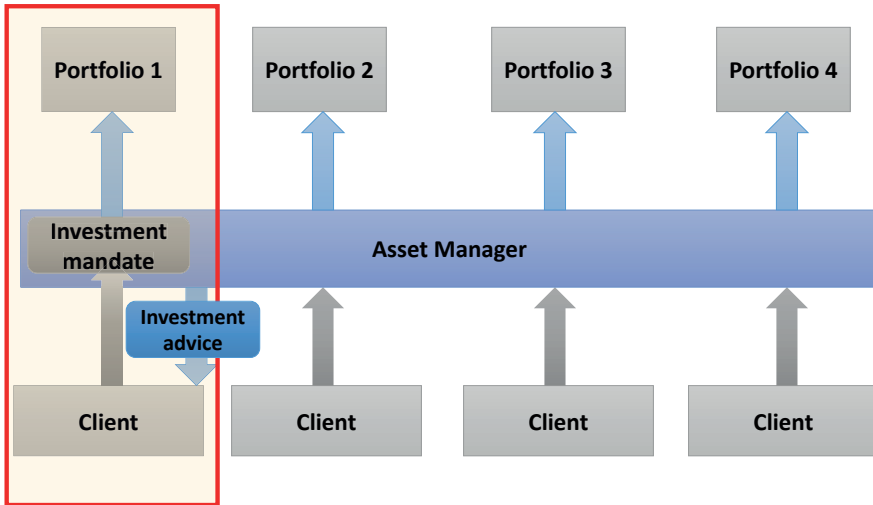 Portfolio 1
Portfolio 2
Portfolio 3
Portfolio 4
Investment
mandate
Asset Manager
Investment
advice
Client
Client
Client
Client